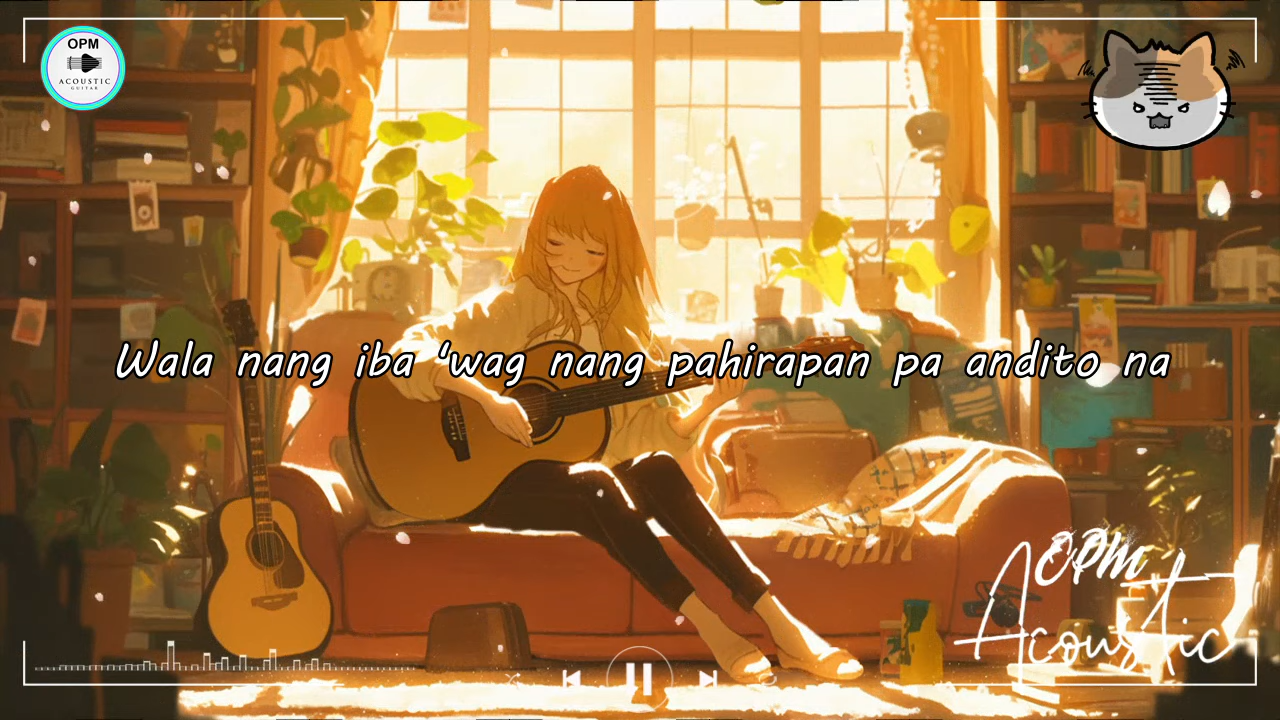 OPM
ACOUSTIC
GUITAR
Wala nang iba ‘wag nang pahirapan pa andito na
OPM
Acoustic